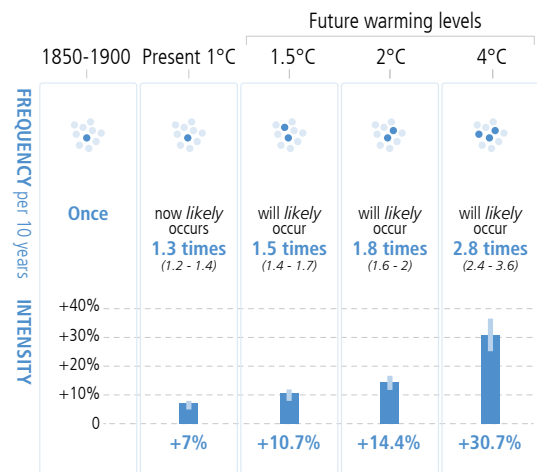 Future warming levels
1850-1900 Present 1°C 1.5°C 2°C 4°C
FREQUENCY per 10 years
Once
now likely
occurs
1.3 times
(1.2 - 1.4)
will likely
occur
1.5 times
(1.4 - 1.7)
will likely
occur
1.8 times
(1.6 - 2)
will likely
occur
2.8 times
(2.4 - 3.6)
INTENSITY
+40%
+30%
+20%
+10%
0
+7% +10.7% +14.4% +30.7%